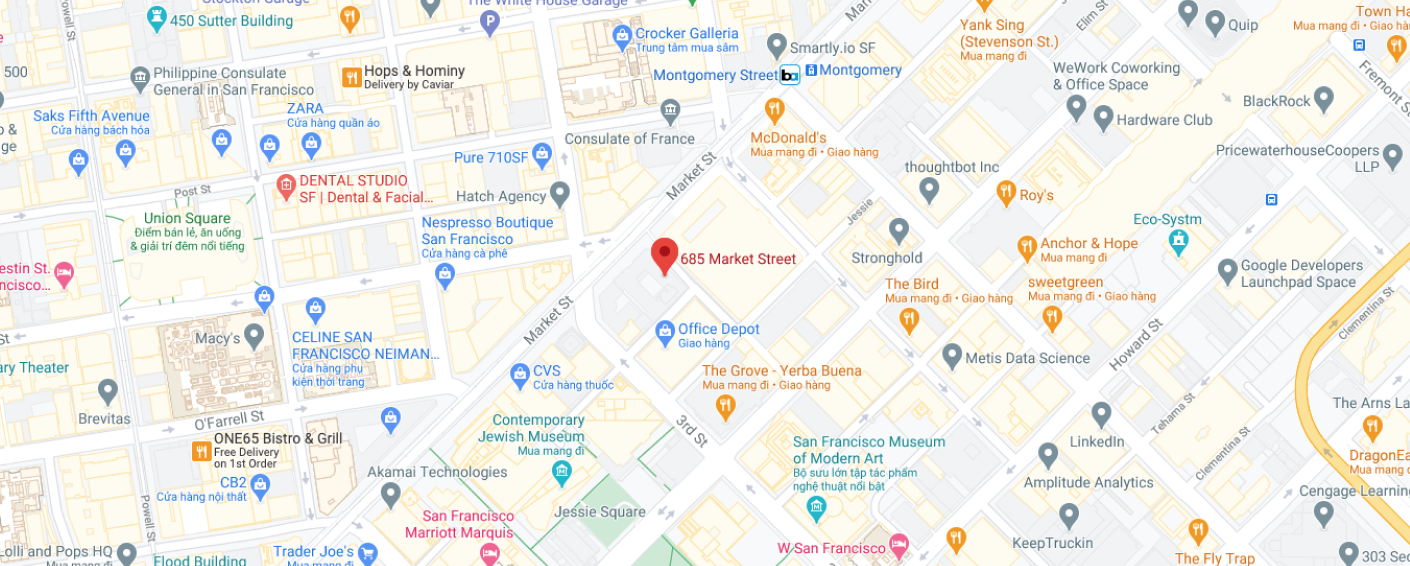 Stockton Garage
450 Sutter Building
The White House Garage
P
Crocker Galleria
Trung tâm mua sắm
Smartly.io SF
Yank Sing
(Stevenson St.)
Mua mang đi
Elim St
Quip
Town Ha
Mua mang đi • Giao hàn
Powell St
500
Philippine Consulate
General in San Francisco
Hops & Hominy
Delivery by Caviar
Montgomery Street
Montgomery
WeWork Coworking
& Office Space
Fremont St
BlackRock
Saks Fifth Avenue
Cửa hàng bách hóa
ZARA
Cửa hàng quần áo
Consulate of France
McDonald's
Mua mang đi • Giao hàng
Hardware Club
PricewaterhouseCoopers
LLP
Pure 710SF
Market St
thoughtbot Inc
Post St
DENTAL STUDIO
SF | Dental & Facial...
Hatch Agency
Jessie
Roy's
Union Square
Điểm bán lẻ, ăn uống
& giải trí đêm nổi tiếng
Nespresso Boutique
San Francisco
Cửa hàng cà phê
Eco-Systm
685 Market Street
Stronghold
Anchor & Hope
Mua mang đi
estin St.
ncisco...
Google Developers
Launchpad Space
The Bird
Mua mang đi • Giao hàng
sweetgreen
Mua mang đi • Giao hàng
Clementina St
Market St
Macy's
CELINE SAN
FRANCISCO NEIMAN...
Cửa hàng phụ
kiện thời trang
Office Depot
Giao hàng
Howard St
Metis Data Science
ary Theater
CVS
Cửa hàng thuốc
The Grove - Yerba Buena
Mua mang đi • Giao hàng
Brevitas
O'Farrell St
Contemporary
Jewish Museum
Mua mang đi
3rd St
Tehama St
The Arns La
LinkedIn
ONE65 Bistro & Grill
Free Delivery
on 1st Order
San Francisco Museum
of Modern Art
Bộ sưu lớn tập tác phẩm
nghệ thuật nổi bật
Clementina St
DragonEa
Mua mang đ
CB2
Cửa hàng nội thất
Akamai Technologies
Amplitude Analytics
Cengage Learning
Powell St
San Francisco
Marriott Marquis
Jessie Square
KeepTruckin
W San Francisco
Lolli and Pops HQ
Mua mang đi
Flood Building
Trader Joe's
Mua mang đi
The Fly Trap
303 Sec